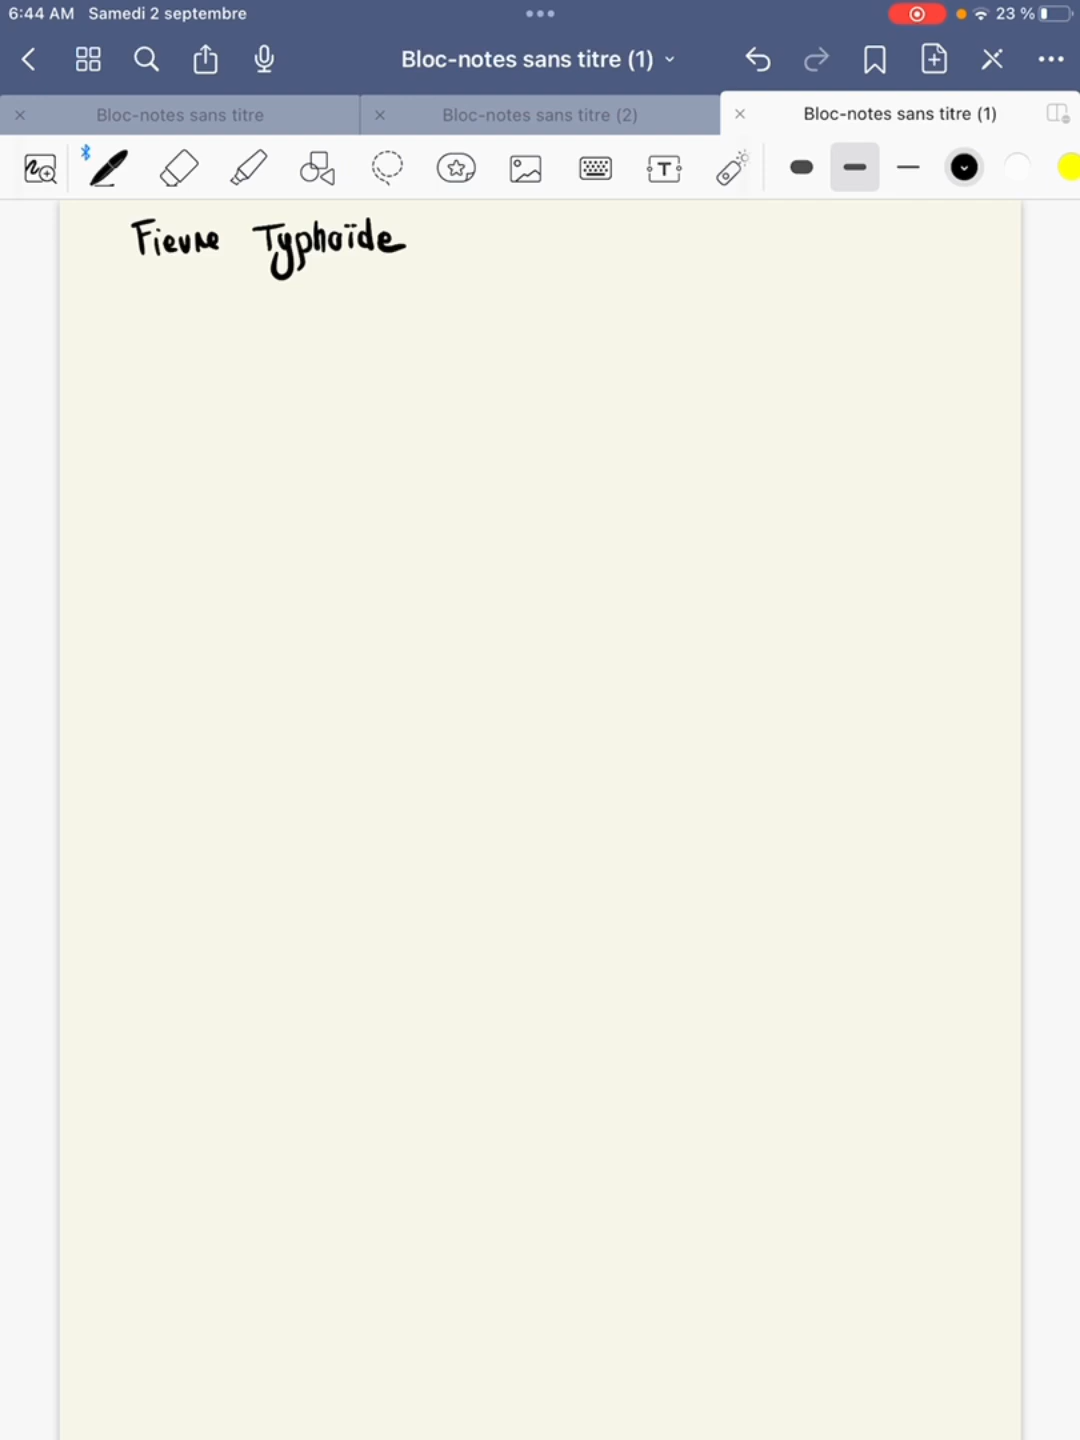 6:44 AM Samedi 2 septembre
23 %
Bloc-notes sans titre (1)
Bloc-notes sans titre
Bloc-notes sans titre (2)
Bloc-notes sans titre (1)
T
Fievre Typhoïde